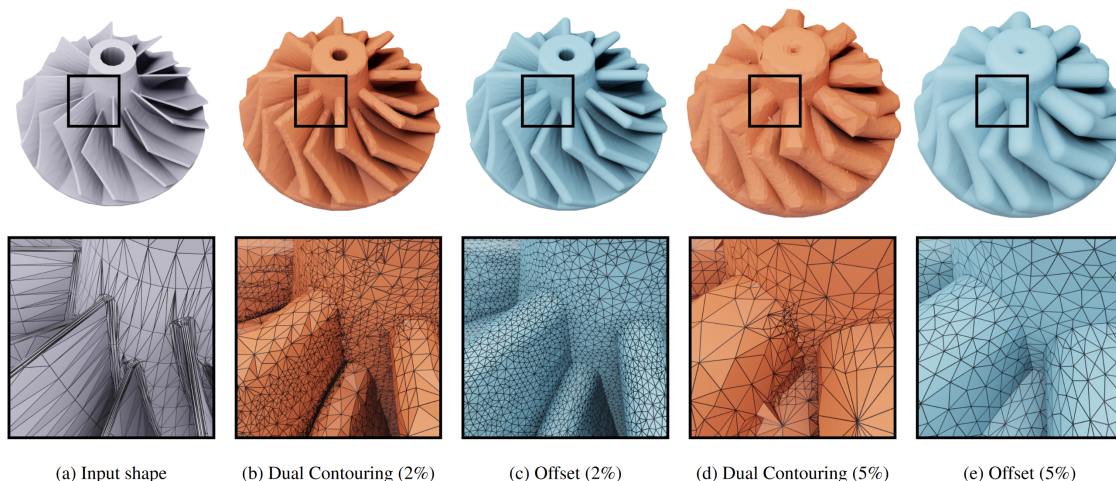 (a) Input shape
(b) Dual Contouring (2%)
(c) Offset (2%)
(d) Dual Contouring (5%)
(e) Offset (5%)